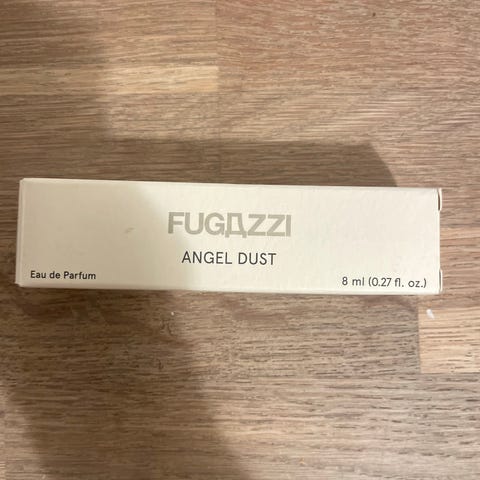 FUGAZZI
ANGEL DUST
Eau de Parfum
8 ml (0.27 fl. oz.)